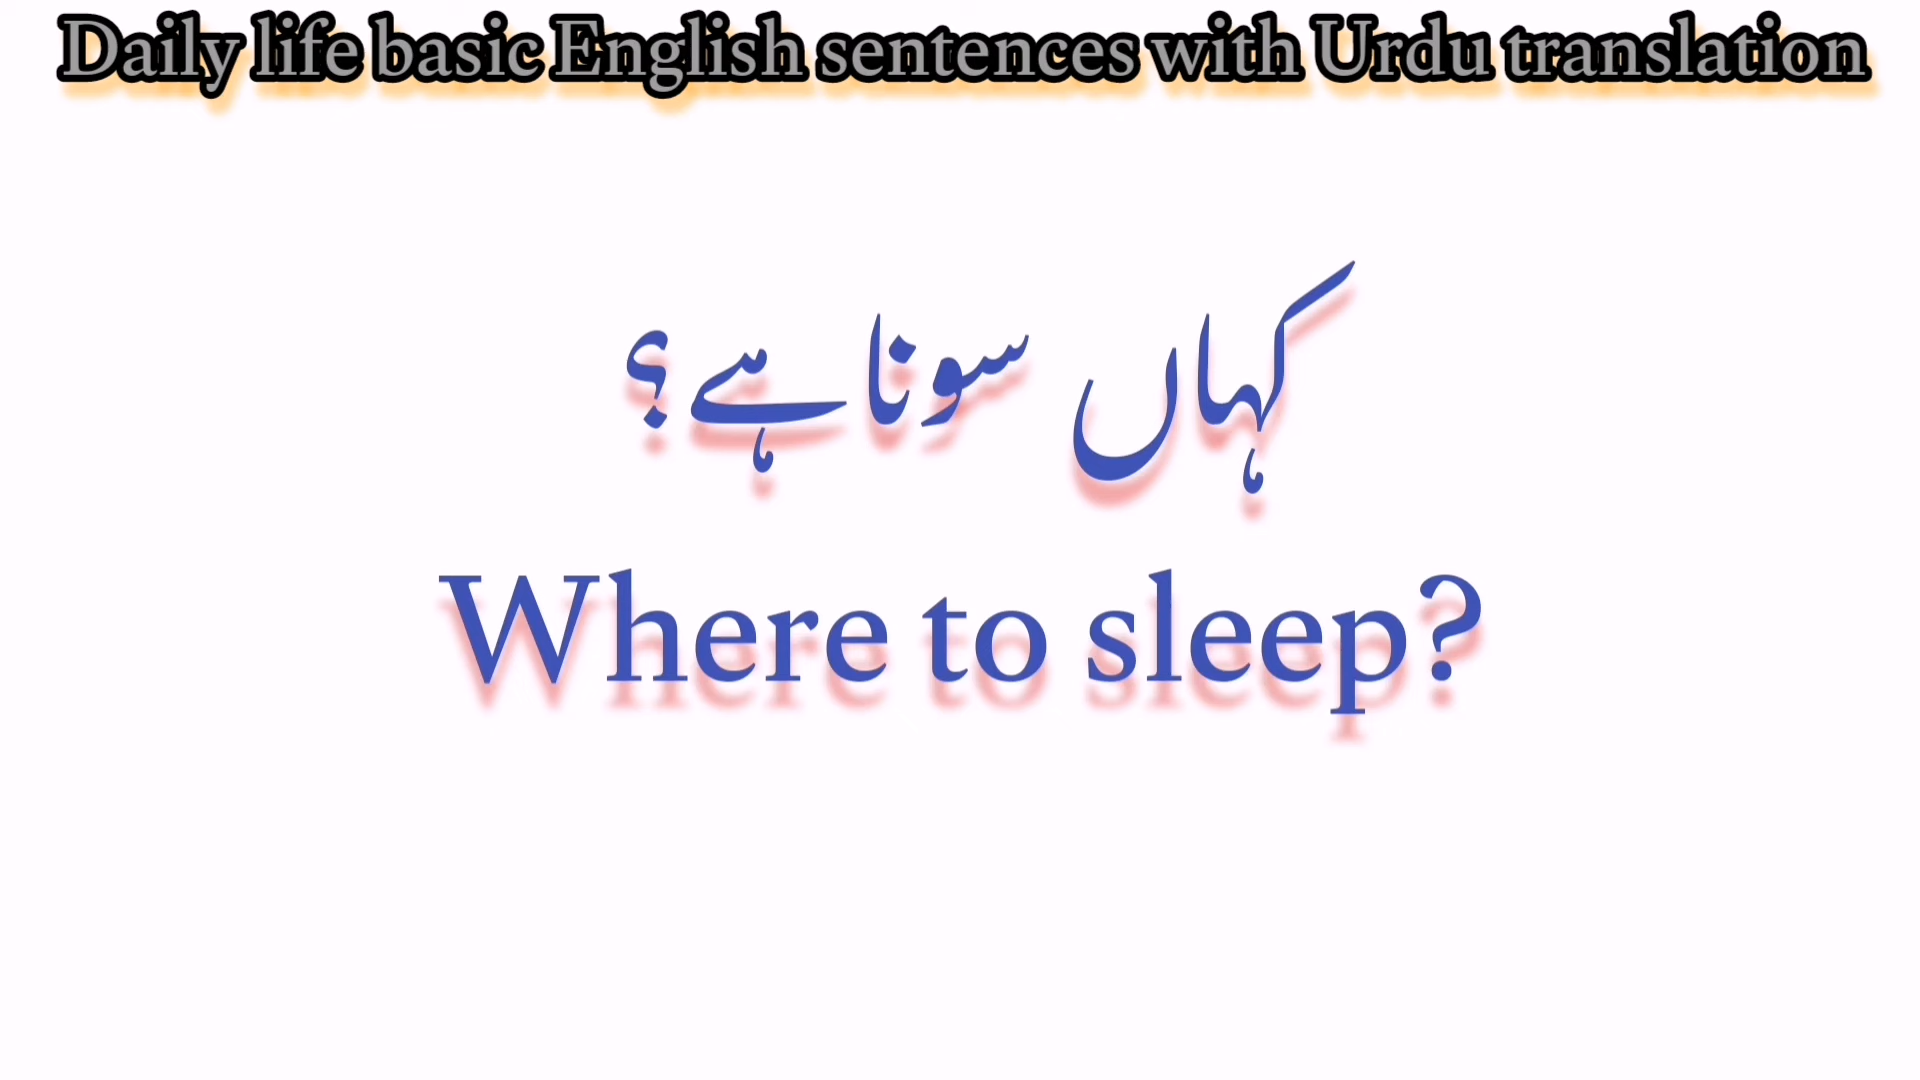 Daily life basic English sentences with Urdu translation
کہاں سونا ہے؟
Where to sleep?